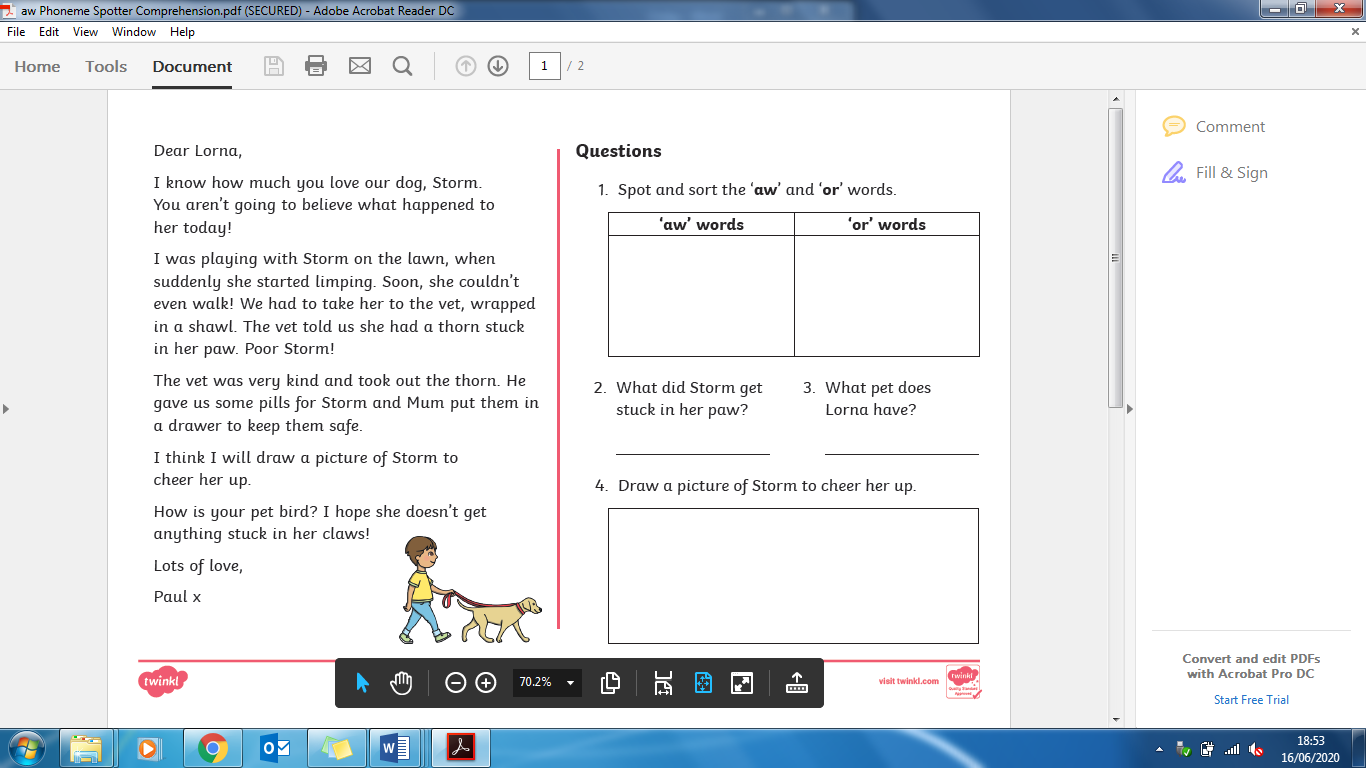 aw Phoneme Spotter Comprehension.pdf (SECURED) - Adobe Acrobat Reader DC
File Edit View Window Help
Home Tools Document 1 / 2
Dear Lorna,
I know how much you love our dog, Storm.
You aren't going to believe what happened to
her today!
I was playing with Storm on the lawn, when
suddenly she started limping. Soon, she couldn't
even walk! We had to take her to the vet, wrapped
in a shawl. The vet told us she had a thorn stuck
in her paw. Poor Storm!
The vet was very kind and took out the thorn. He
gave us some pills for Storm and Mum put them in
a drawer to keep them safe.
I think I will draw a picture of Storm to
cheer her up.
How is your pet bird? I hope she doesn't get
anything stuck in her claws!
Lots of love,
Paul x
Questions
1. Spot and sort the 'aw' and 'or' words.
'aw' words 'or' words
2. What did Storm get
stuck in her paw?
3. What pet does
Lorna have?
4. Draw a picture of Storm to cheer her up.
twinkl
70.2%
visit twinkl.com
twinkl
Quality Standard
Approved
Comment
Fill & Sign
Convert and edit PDFs
with Acrobat Pro DC
Start Free Trial
18:53
16/06/2020